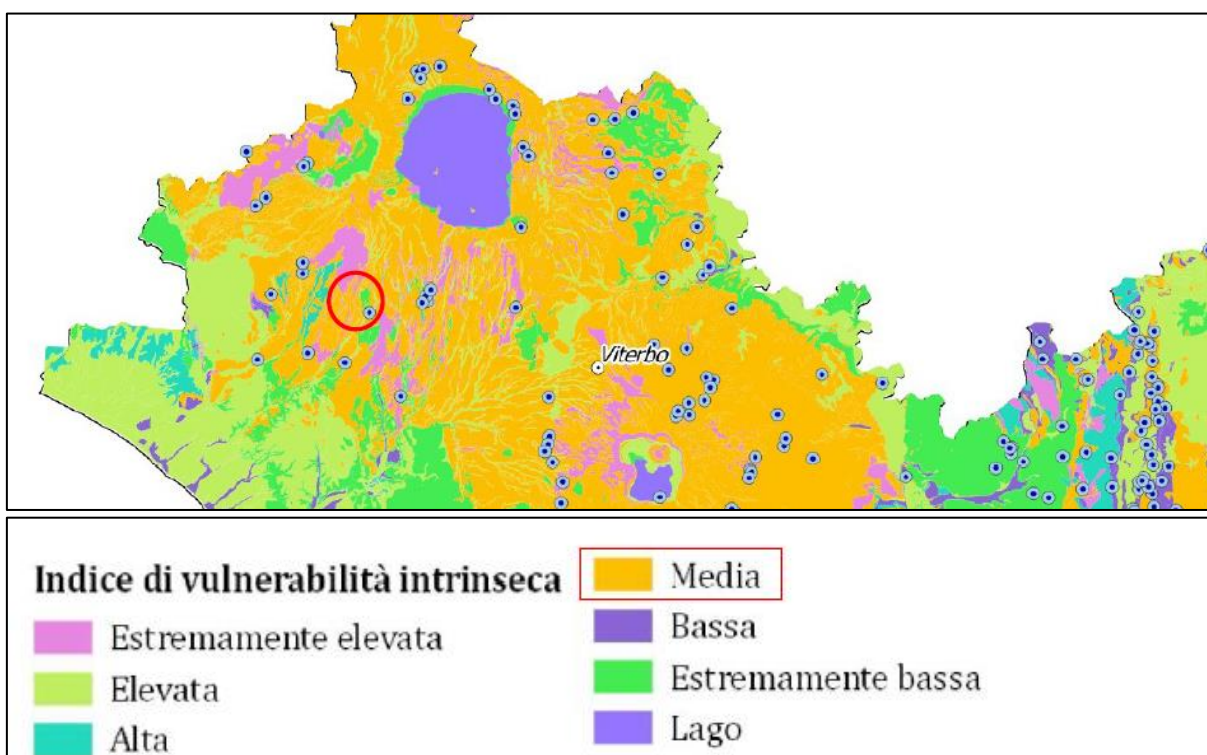 Viterbo
Indice di vulnerabilità intrinseca
Estremamente elevata
Elevata
Alta
Media
Bassa
Estremamente bassa
Lago